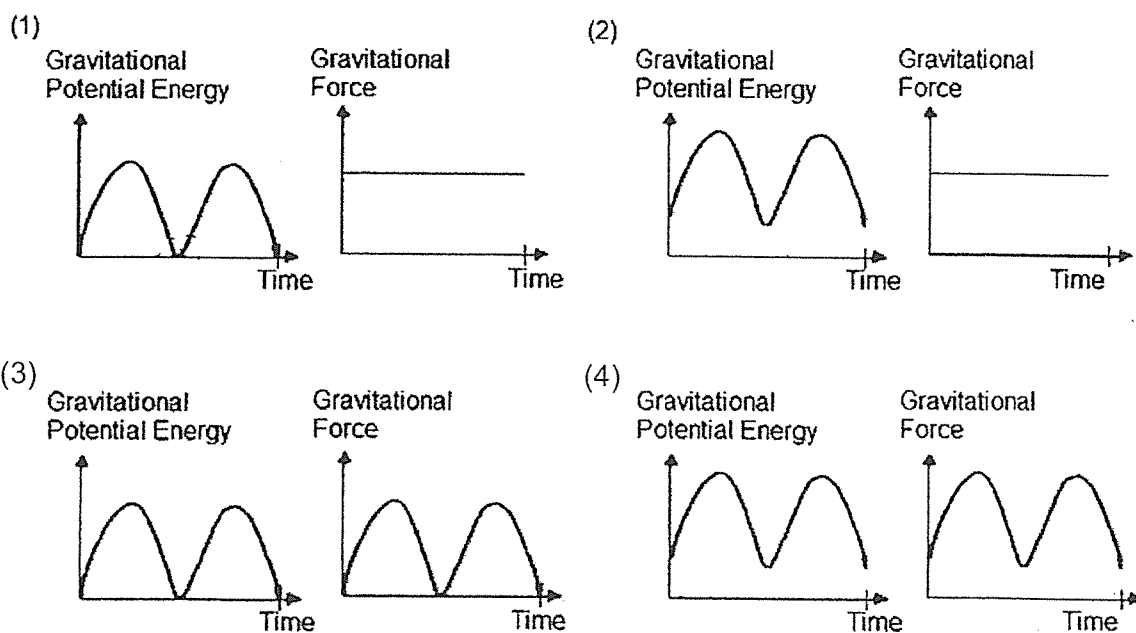 (1)
Gravitational
Potential Energy
Gravitational
Force
Time
Time
(2)
Gravitational
Potential Energy
Gravitational
Force
Time
Time
(3)
Gravitational
Potential Energy
Gravitational
Force
Time
Time
(4)
Gravitational
Potential Energy
Gravitational
Force
Time
Time